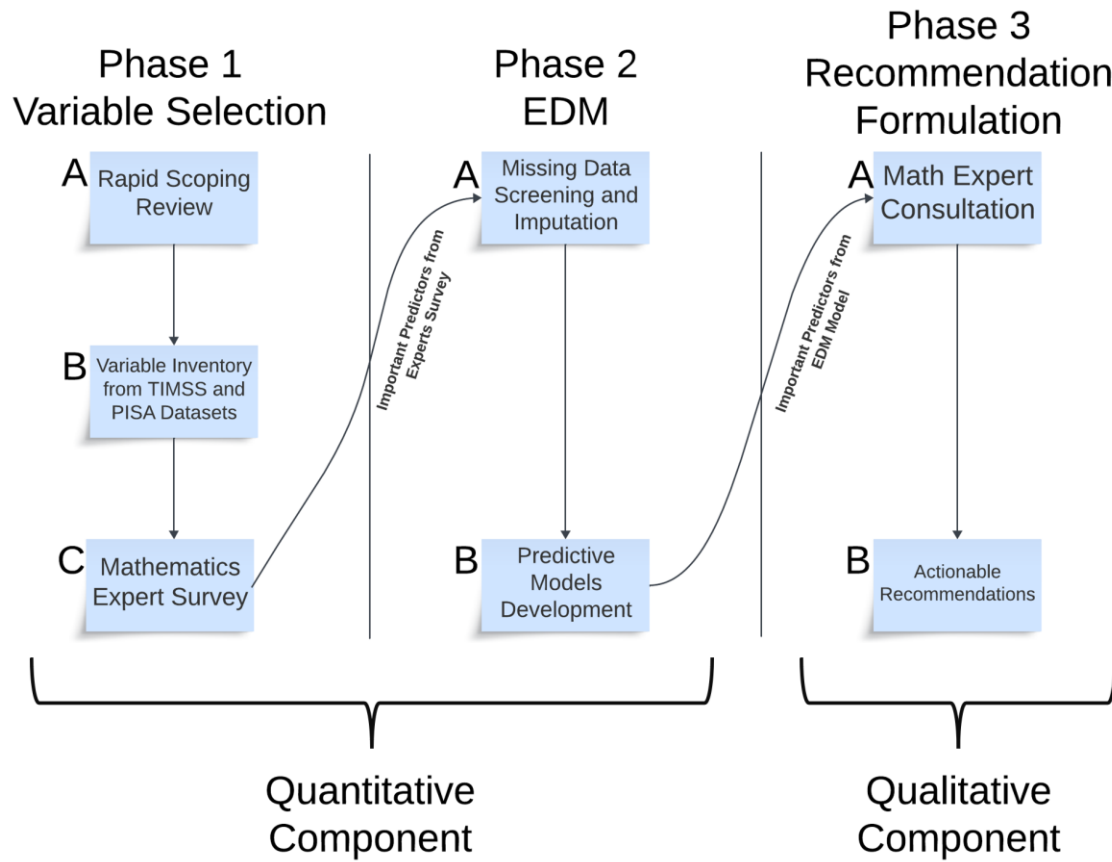 Phase 1
Variable Selection
A
Rapid Scoping
Review
B
Variable Inventory
from TIMSS and
PISA Datasets
C
Mathematics
Expert Survey
Important Predictors from
Experts Survey
Phase 2
EDM
A
Missing Data
Screening and
Imputation
B
Predictive
Models
Development
Important Predictors from
EDM Model
Phase 3
Recommendation
Formulation
A
Math Expert
Consultation
B
Actionable
Recommendations
Quantitative
Component
Qualitative
Component